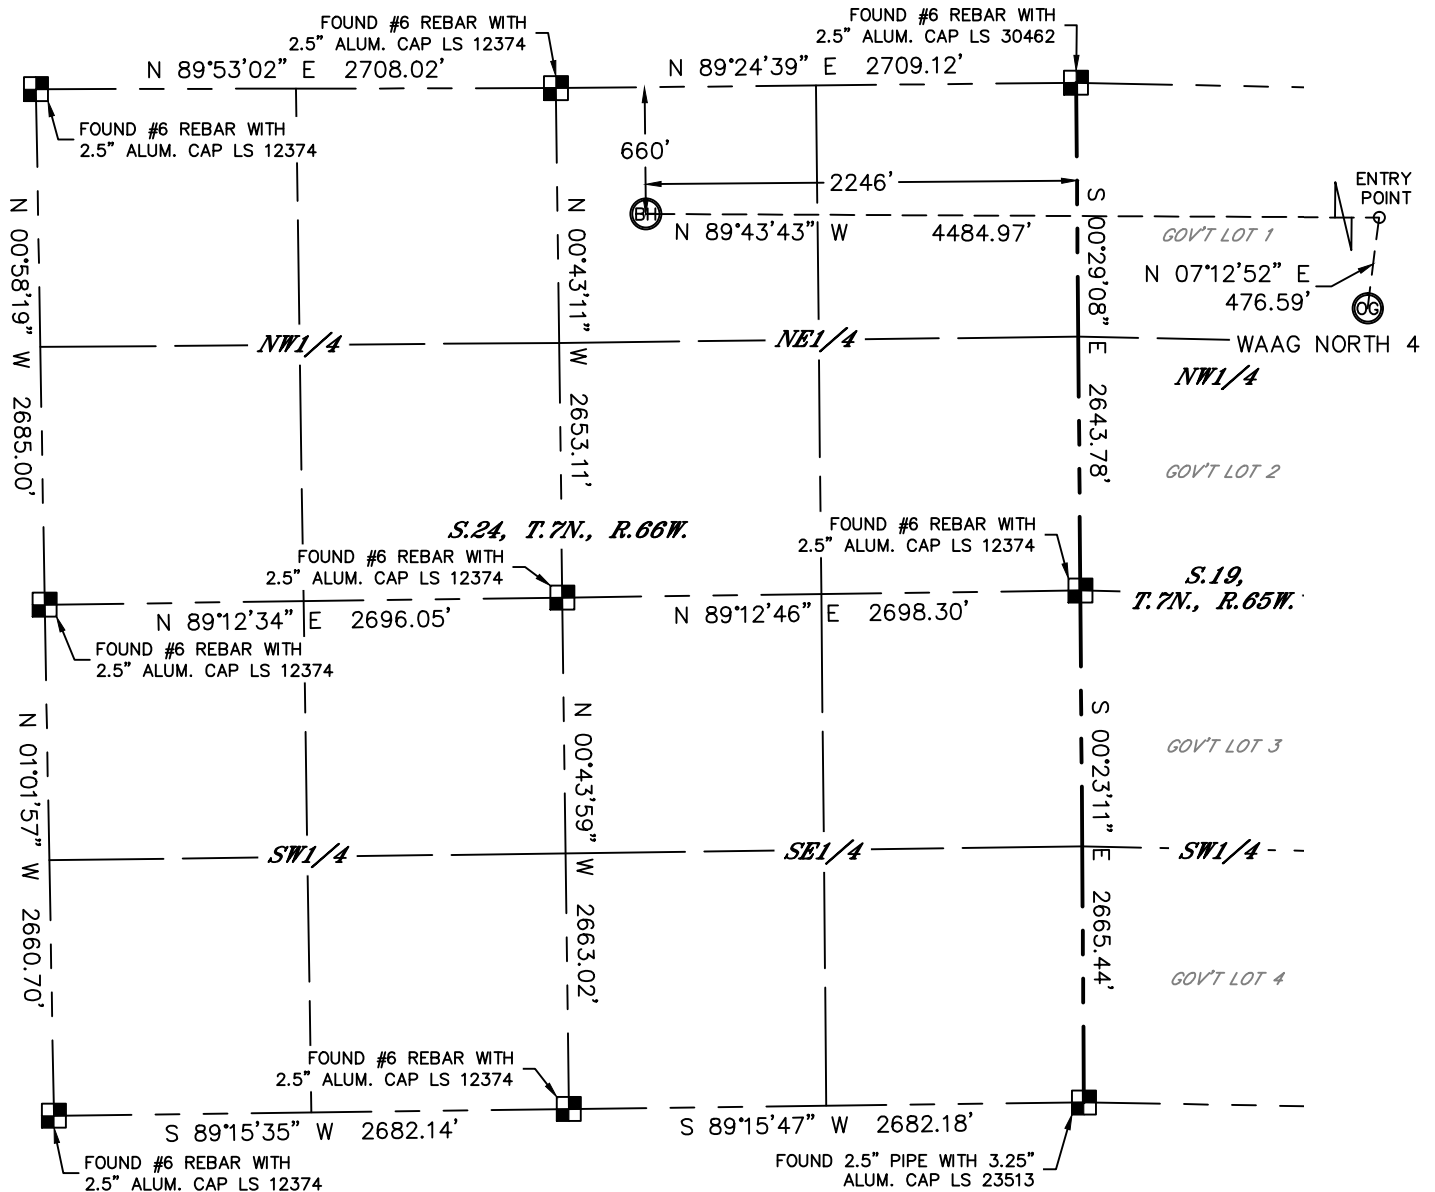 FOUND #6 REBAR WITH
2.5” ALUM. CAP LS 12374
FOUND #6 REBAR WITH
2.5” ALUM. CAP LS 30462
N 89°53'02” E 2708.02'
N 89°24'39” E 2709.12'
FOUND #6 REBAR WITH
2.5” ALUM. CAP LS 12374
660'
2246'
ENTRY
POINT
BH
N 89°43'43” W 4484.97'
GOV'T LOT 1
N 07°12'52” E
476.59'
OG
WAAG NORTH 4
N 00°58'19” W 2685.00'
N 00°43'11” W 2653.11'
S 00°29'08” E 2643.78'
NW1/4
NE1/4
NW1/4
GOV'T LOT 2
S.24, T.7N., R.66W.
FOUND #6 REBAR WITH
2.5” ALUM. CAP LS 12374
FOUND #6 REBAR WITH
2.5” ALUM. CAP LS 12374
S.19,
T.7N., R.65W.
N 89°12'34” E 2696.05'
N 89°12'46” E 2698.30'
FOUND #6 REBAR WITH
2.5” ALUM. CAP LS 12374
N 01°01'57” W 2660.70'
N 00°43'59” W 2663.02'
S 00°23'11” E 2665.44'
GOV'T LOT 3
SW1/4
SE1/4
SW1/4
GOV'T LOT 4
FOUND #6 REBAR WITH
2.5” ALUM. CAP LS 12374
S 89°15'35” W 2682.14'
S 89°15'47” W 2682.18'
FOUND #6 REBAR WITH
2.5” ALUM. CAP LS 12374
FOUND 2.5” PIPE WITH 3.25”
ALUM. CAP LS 23513